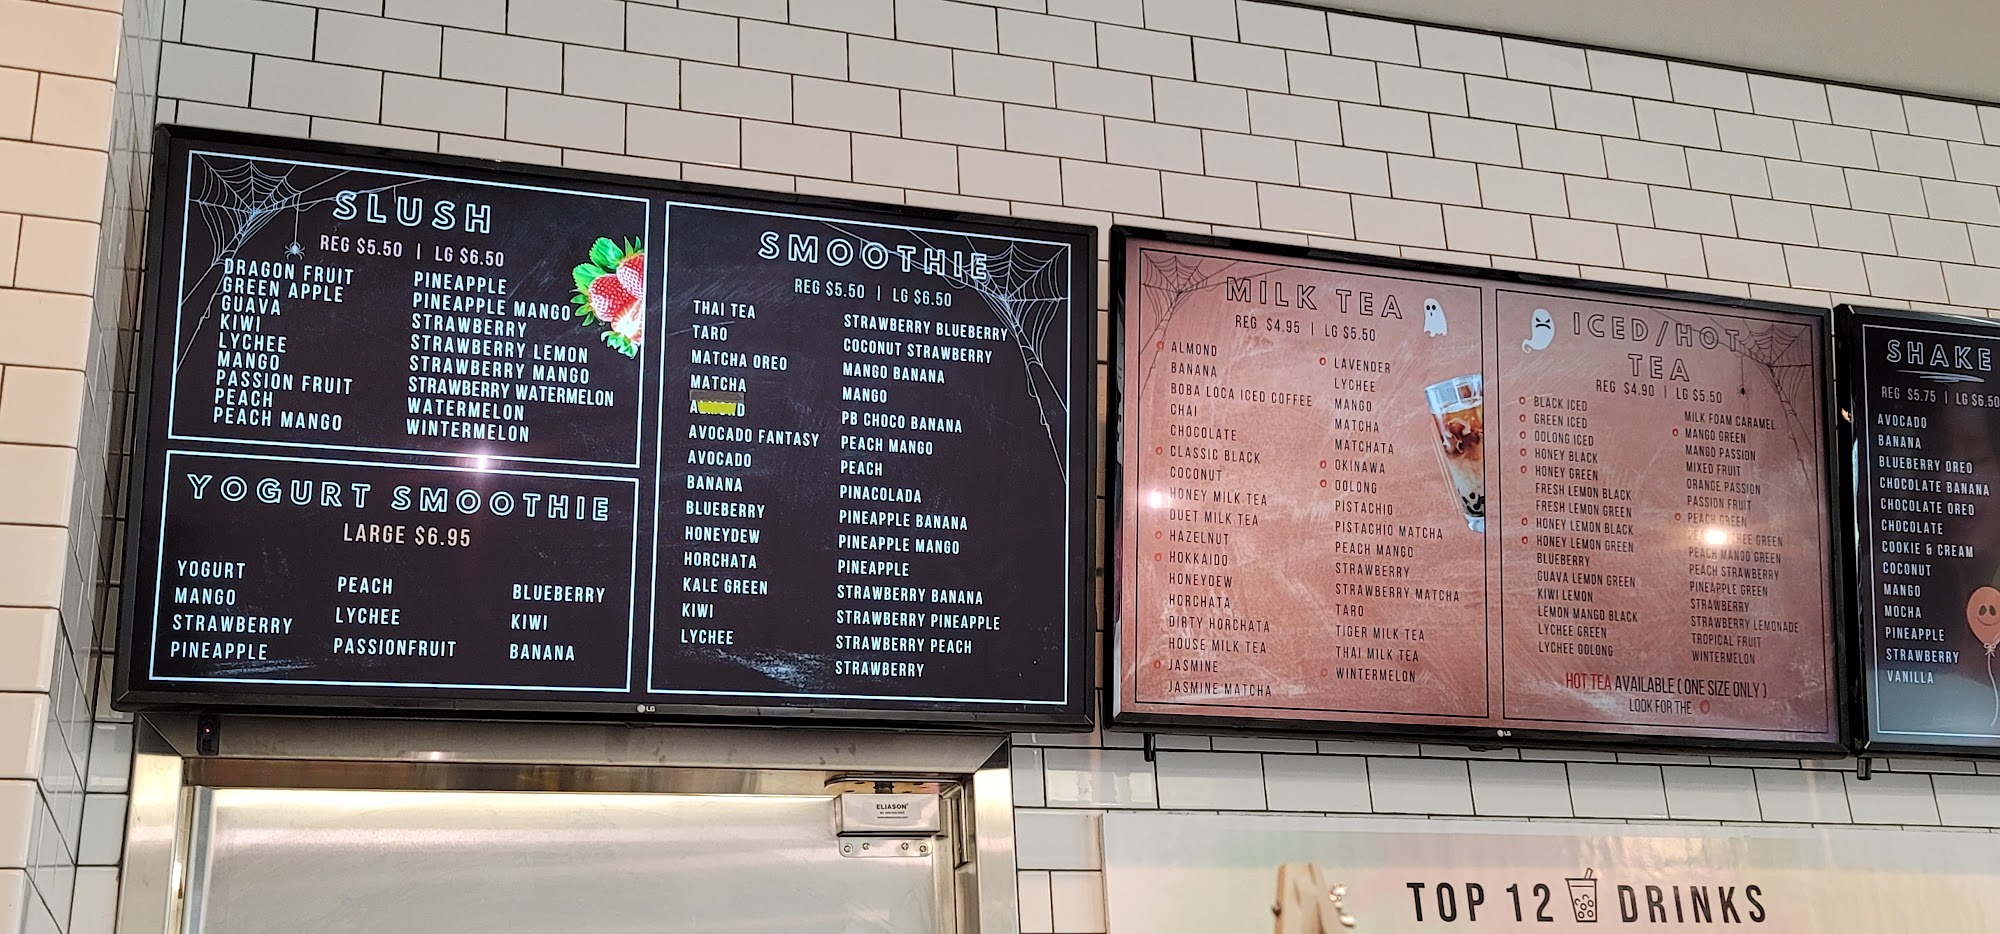 SLUSH
REG $5.50 | LG $6.50
DRAGON FRUIT
GREEN APPLE
GUAVA
KIWI
LYCHEE
MANGO
PASSION FRUIT
PEACH
PEACH MANGO
PINEAPPLE
PINEAPPLE MANGO
STRAWBERRY
STRAWBERRY LEMON
STRAWBERRY MANGO
STRAWBERRY WATERMELON
WATERMELON
WINTERMELON
YOGURT SMOOTHIE
LARGE $6.95
YOGURT
MANGO
STRAWBERRY
PINEAPPLE
PEACH
LYCHEE
PASSIONFRUIT
BLUEBERRY
KIWI
BANANA
SMOOTHIE
REG $5.50 | LG $6.50
THAI TEA
TARO
MATCHA OREO
MATCHA
AVOCADO FANTASY
AVOCADO
BANANA
BLUEBERRY
HONEYDEW
HORCHATA
KALE GREEN
KIWI
LYCHEE
STRAWBERRY BLUEBERRY
COCONUT STRAWBERRY
MANGO BANANA
MANGO
PB CHOCO BANANA
PEACH MANGO
PEACH
PINACOLADA
PINEAPPLE BANANA
PINEAPPLE MANGO
PINEAPPLE
STRAWBERRY BANANA
STRAWBERRY PINEAPPLE
STRAWBERRY PEACH
STRAWBERRY
LG
MILK TEA
REG $4.95 | LG $5.50
ALMOND
BANANA
BOBA LOCA ICED COFFEE
CHAI
CHOCOLATE
CLASSIC BLACK
COCONUT
HONEY MILK TEA
DUET MILK TEA
HAZELNUT
HOKKAIDO
HONEYDEW
HORCHATA
DIRTY HORCHATA
HOUSE MILK TEA
JASMINE
JASMINE MATCHA
LAVENDER
LYCHEE
MANGO
MATCHA
MATCHATA
OKINAWA
OOLONG
PISTACHIO
PISTACHIO MATCHA
PEACH MANGO
STRAWBERRY
STRAWBERRY MATCHA
TARO
TIGER MILK TEA
THAI MILK TEA
WINTERMELON
ICED/HOT
TEA
REG $4.90 | LG $5.50
BLACK ICED
GREEN ICED
OOLONG ICED
HONEY BLACK
HONEY GREEN
FRESH LEMON BLACK
FRESH LEMON GREEN
HONEY LEMON BLACK
HONEY LEMON GREEN
BLUEBERRY
GUAVA LEMON GREEN
KIWI LEMON
LEMON MANGO BLACK
LYCHEE GREEN
LYCHEE OOLONG
MILK FOAM CARAMEL
MANGO GREEN
MANGO PASSION
MIXED FRUIT
ORANGE PASSION
PASSION FRUIT
PEACH GREEN
GREEN
PEACH MANGO GREEN
PEACH STRAWBERRY
PINEAPPLE GREEN
STRAWBERRY
STRAWBERRY LEMONADE
TROPICAL FRUIT
WINTERMELON
HOT TEA AVAILABLE (ONE SIZE ONLY)
LOOK FOR THE
LG
SHAKE
REG $5.75 | LG $6.50
AVOCADO
BANANA
BLUEBERRY OREO
CHOCOLATE BANANA
CHOCOLATE OREO
CHOCOLATE
COOKIE & CREAM
COCONUT
MANGO
MOCHA
PINEAPPLE
STRAWBERRY
VANILLA
ELIASON
TOP 12 DRINKS